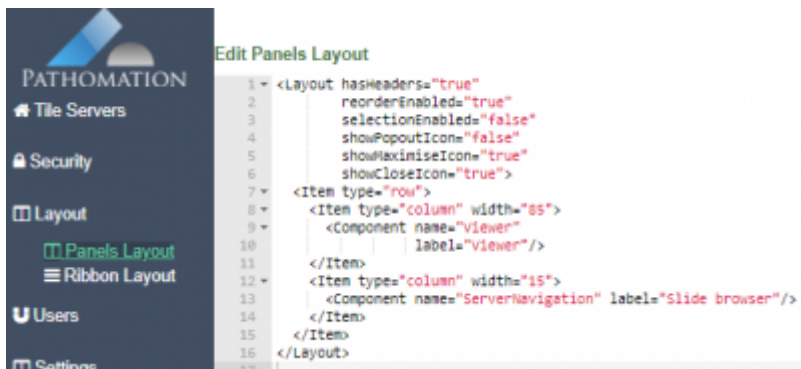 PATHOMATION
Tile Servers
Security
Layout
Panels Layout
Ribbon Layout
Users
Settings
Edit Panels Layout
1 <Layout hasHeaders="true"
2 reorderEnabled="true"
3 selectionEnabled="false"
4 showPopoutIcon="false"
5 showMaximiseIcon="true"
6 showCloseIcon="true">
7 <Item type="row">
8 <Item type="column" width="85">
9 <Component name="Viewer"
10 label="Viewer"/>
11 </Item>
12 <Item type="column" width="15">
13 <Component name="ServerNavigation" label="Slide browser"/>
14 </Item>
15 </Item>
16 </Layout>
17